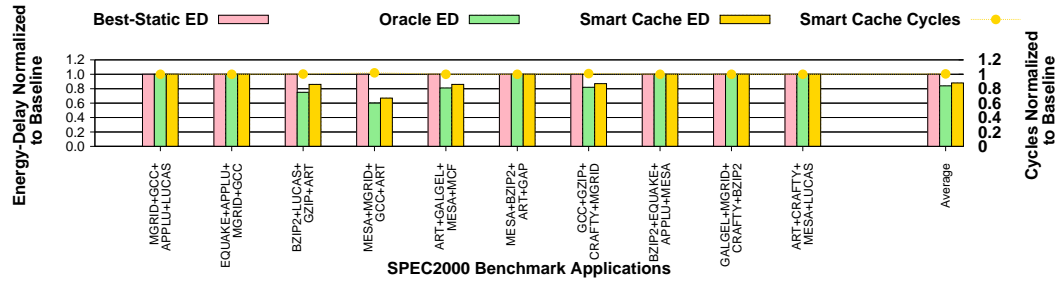 Best-Static ED
Oracle ED
Smart Cache ED
Smart Cache Cycles
Energy-Delay Normalized
to Baseline
1.2
1.0
0.8
0.6
0.4
0.2
0.0
1.2
1
0.8
0.6
0.4
0.2
0
Cycles Normalized
to Baseline
MGRID+GCC+
APPLU+LUCAS
EQUAKE+APPLU+
MGRID+GCC
BZIP2+LUCAS+
GZIP+ART
MESA+MGRID+
GCC+ART
ART+GALGEL+
MESA+MCF
MESA+BZIP2+
ART+GAP
GCC+GZIP+
CRAFTY+MGRID
BZIP2+EQUAKE+
APPLU+MESA
GALGEL+MGRID+
CRAFTY+BZIP2
ART+CRAFTY+
MESA+LUCAS
Average
SPEC2000 Benchmark Applications